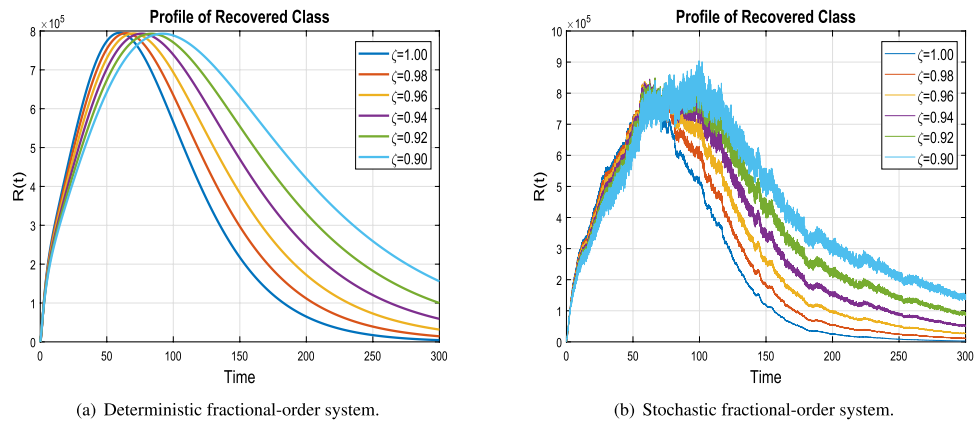 Profile of Recovered Class
×10⁵
8
7
6
5
4
3
2
1
0
R(t)
0 50 100 150 200 250 300
Time
ζ=1.00
ζ=0.98
ζ=0.96
ζ=0.94
ζ=0.92
ζ=0.90
(a) Deterministic fractional-order system.
Profile of Recovered Class
×10⁵
10
9
8
7
6
5
4
3
2
1
0
R(t)
0 50 100 150 200 250 300
Time
ζ=1.00
ζ=0.98
ζ=0.96
ζ=0.94
ζ=0.92
ζ=0.90
(b) Stochastic fractional-order system.